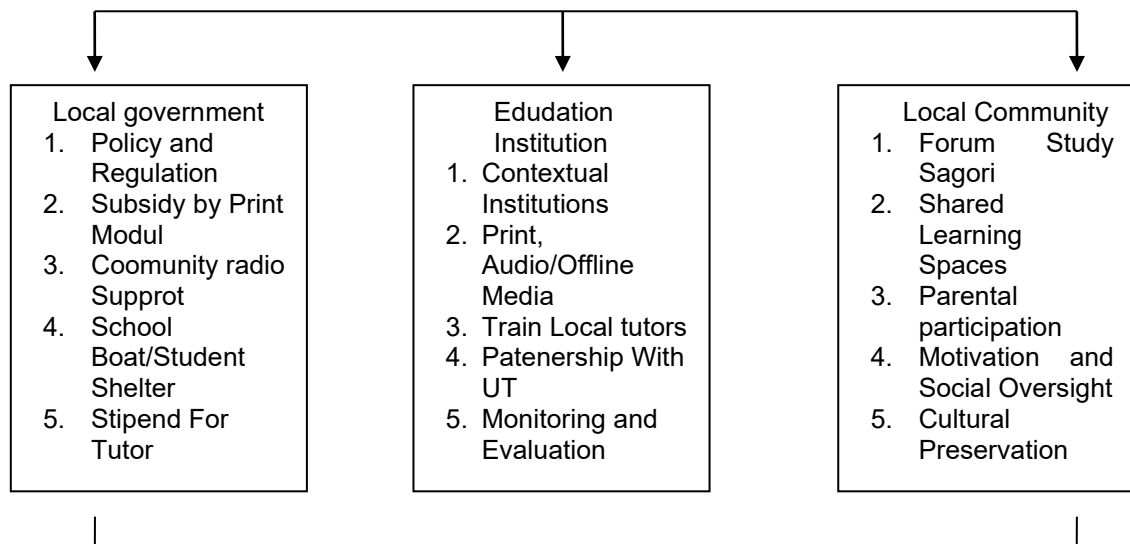 Local government
1. Policy and
Regulation
2. Subsidy by Print
Modul
3. Coomunity radio
Supprot
4. School
Boat/Student
Shelter
5. Stipend For
Tutor
Edudation
Institution
1. Contextual
Institutions
2. Print,
Audio/Offline
Media
3. Train Local tutors
4. Patenership With
UT
5. Monitoring and
Evaluation
Local Community
1. Forum Study
Sagori
2. Shared
Learning
Spaces
3. Parental
participation
4. Motivation and
Social Oversight
5. Cultural
Preservation